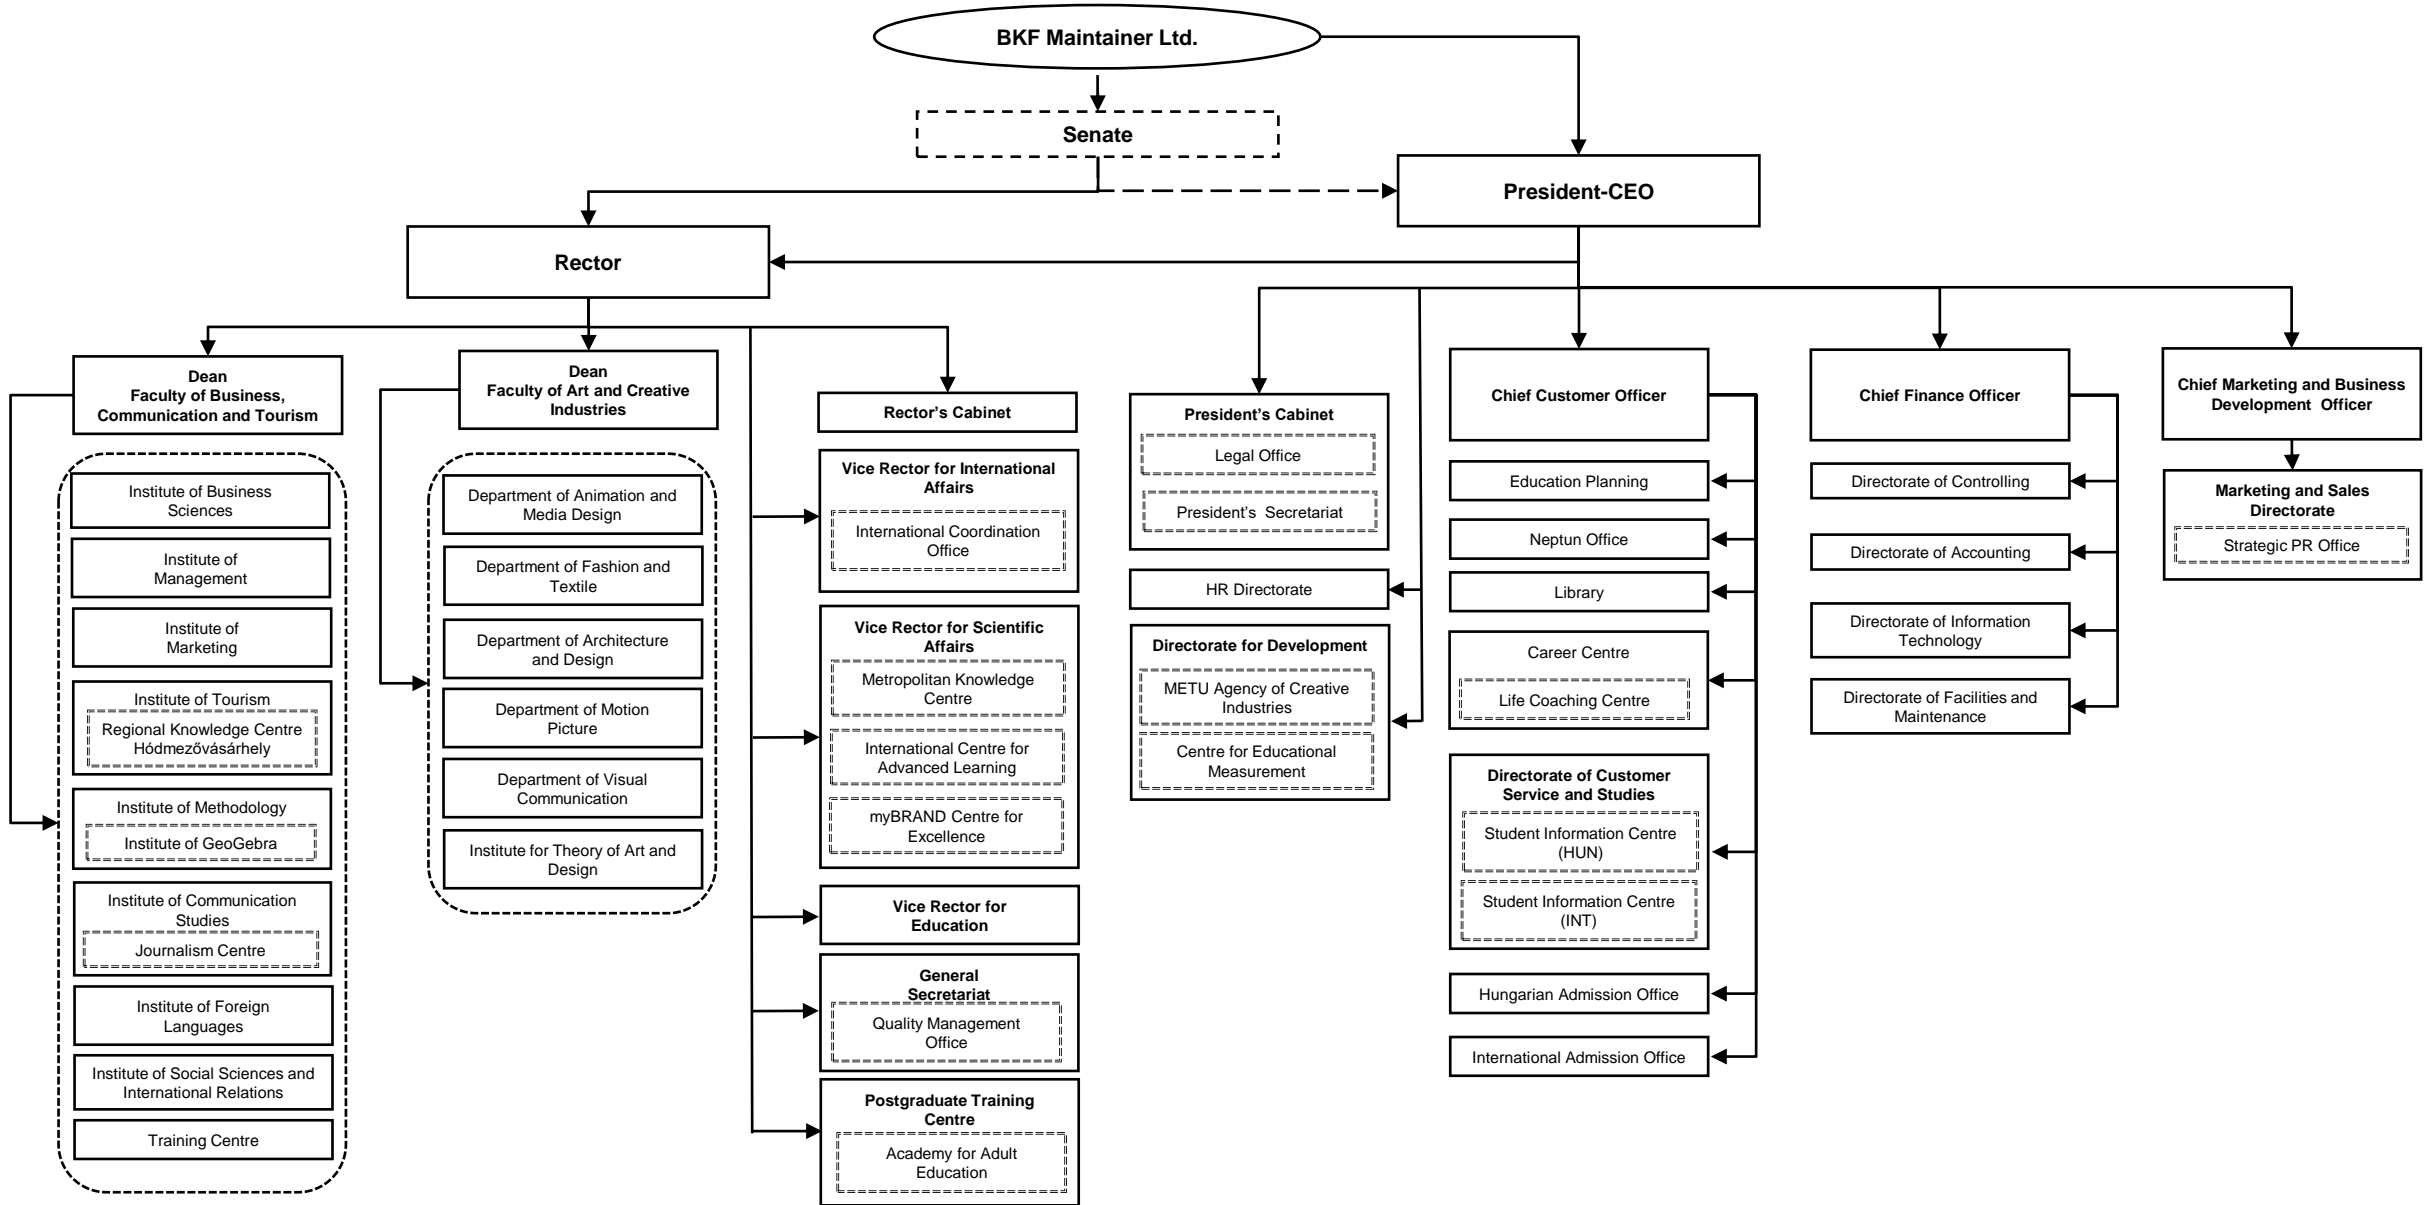 BKF Maintainer Ltd.
Senate
President-CEO
Rector
Dean
Faculty of Business,
Communication and Tourism
Institute of Business
Sciences
Institute of
Management
Institute of
Marketing
Institute of Tourism
Regional Knowledge Centre
Hódmezővásárhely
Institute of Methodology
Institute of GeoGebra
Institute of Communication
Studies
Journalism Centre
Institute of Foreign
Languages
Institute of Social Sciences and
International Relations
Training Centre
Dean
Faculty of Art and Creative
Industries
Department of Animation and
Media Design
Department of Fashion and
Textile
Department of Architecture
and Design
Department of Motion
Picture
Department of Visual
Communication
Institute for Theory of Art and
Design
Rector’s Cabinet
Vice Rector for International
Affairs
International Coordination
Office
Vice Rector for Scientific
Affairs
Metropolitan Knowledge
Centre
International Centre for
Advanced Learning
myBRAND Centre for
Excellence
Vice Rector for
Education
General
Secretariat
Quality Management
Office
Postgraduate Training
Centre
Academy for Adult
Education
President’s Cabinet
Legal Office
President’s Secretariat
HR Directorate
Directorate for Development
METU Agency of Creative
Industries
Centre for Educational
Measurement
Chief Customer Officer
Education Planning
Neptun Office
Library
Career Centre
Life Coaching Centre
Directorate of Customer
Service and Studies
Student Information Centre
(HUN)
Student Information Centre
(INT)
Hungarian Admission Office
International Admission Office
Chief Finance Officer
Directorate of Controlling
Directorate of Accounting
Directorate of Information
Technology
Directorate of Facilities and
Maintenance
Chief Marketing and Business
Development Officer
Marketing and Sales
Directorate
Strategic PR Office